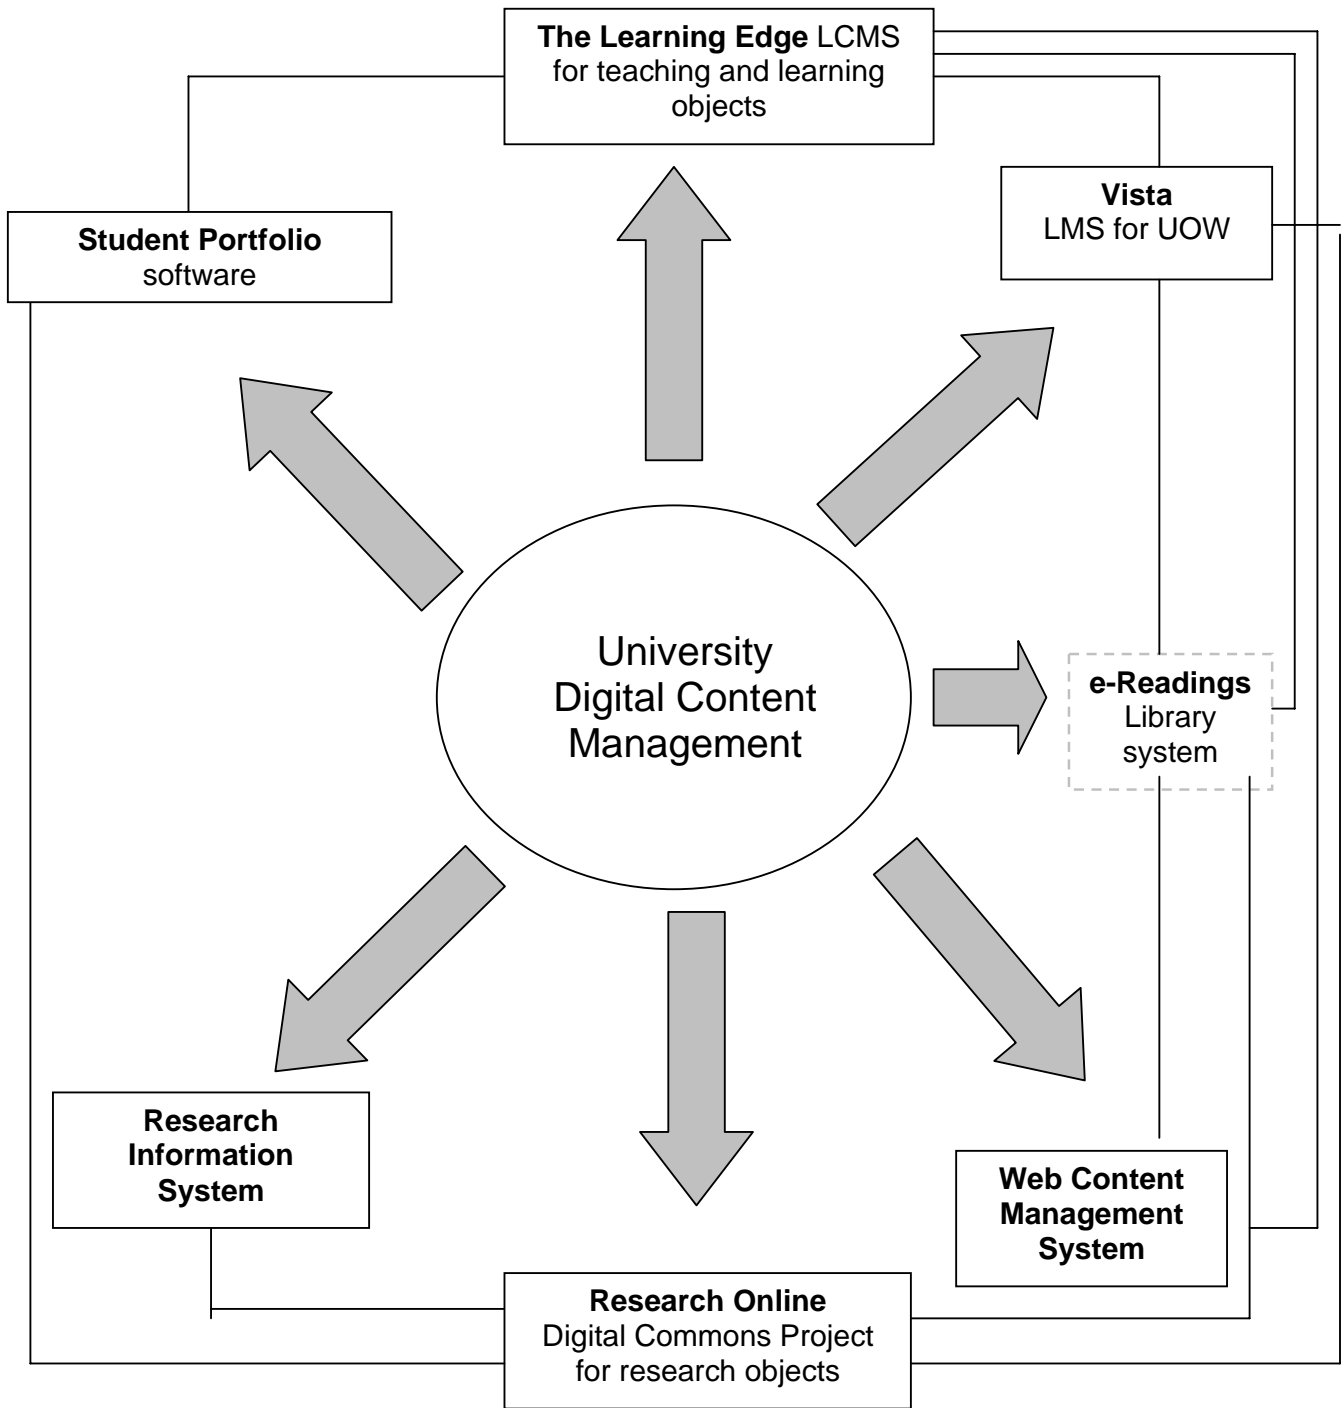 The Learning Edge LCMS
for teaching and learning
objects
Vista
LMS for UOW
Student Portfolio
software
University
Digital Content
Management
e-Readings
Library
system
Research
Information
System
Web Content
Management
System
Research Online
Digital Commons Project
for research objects